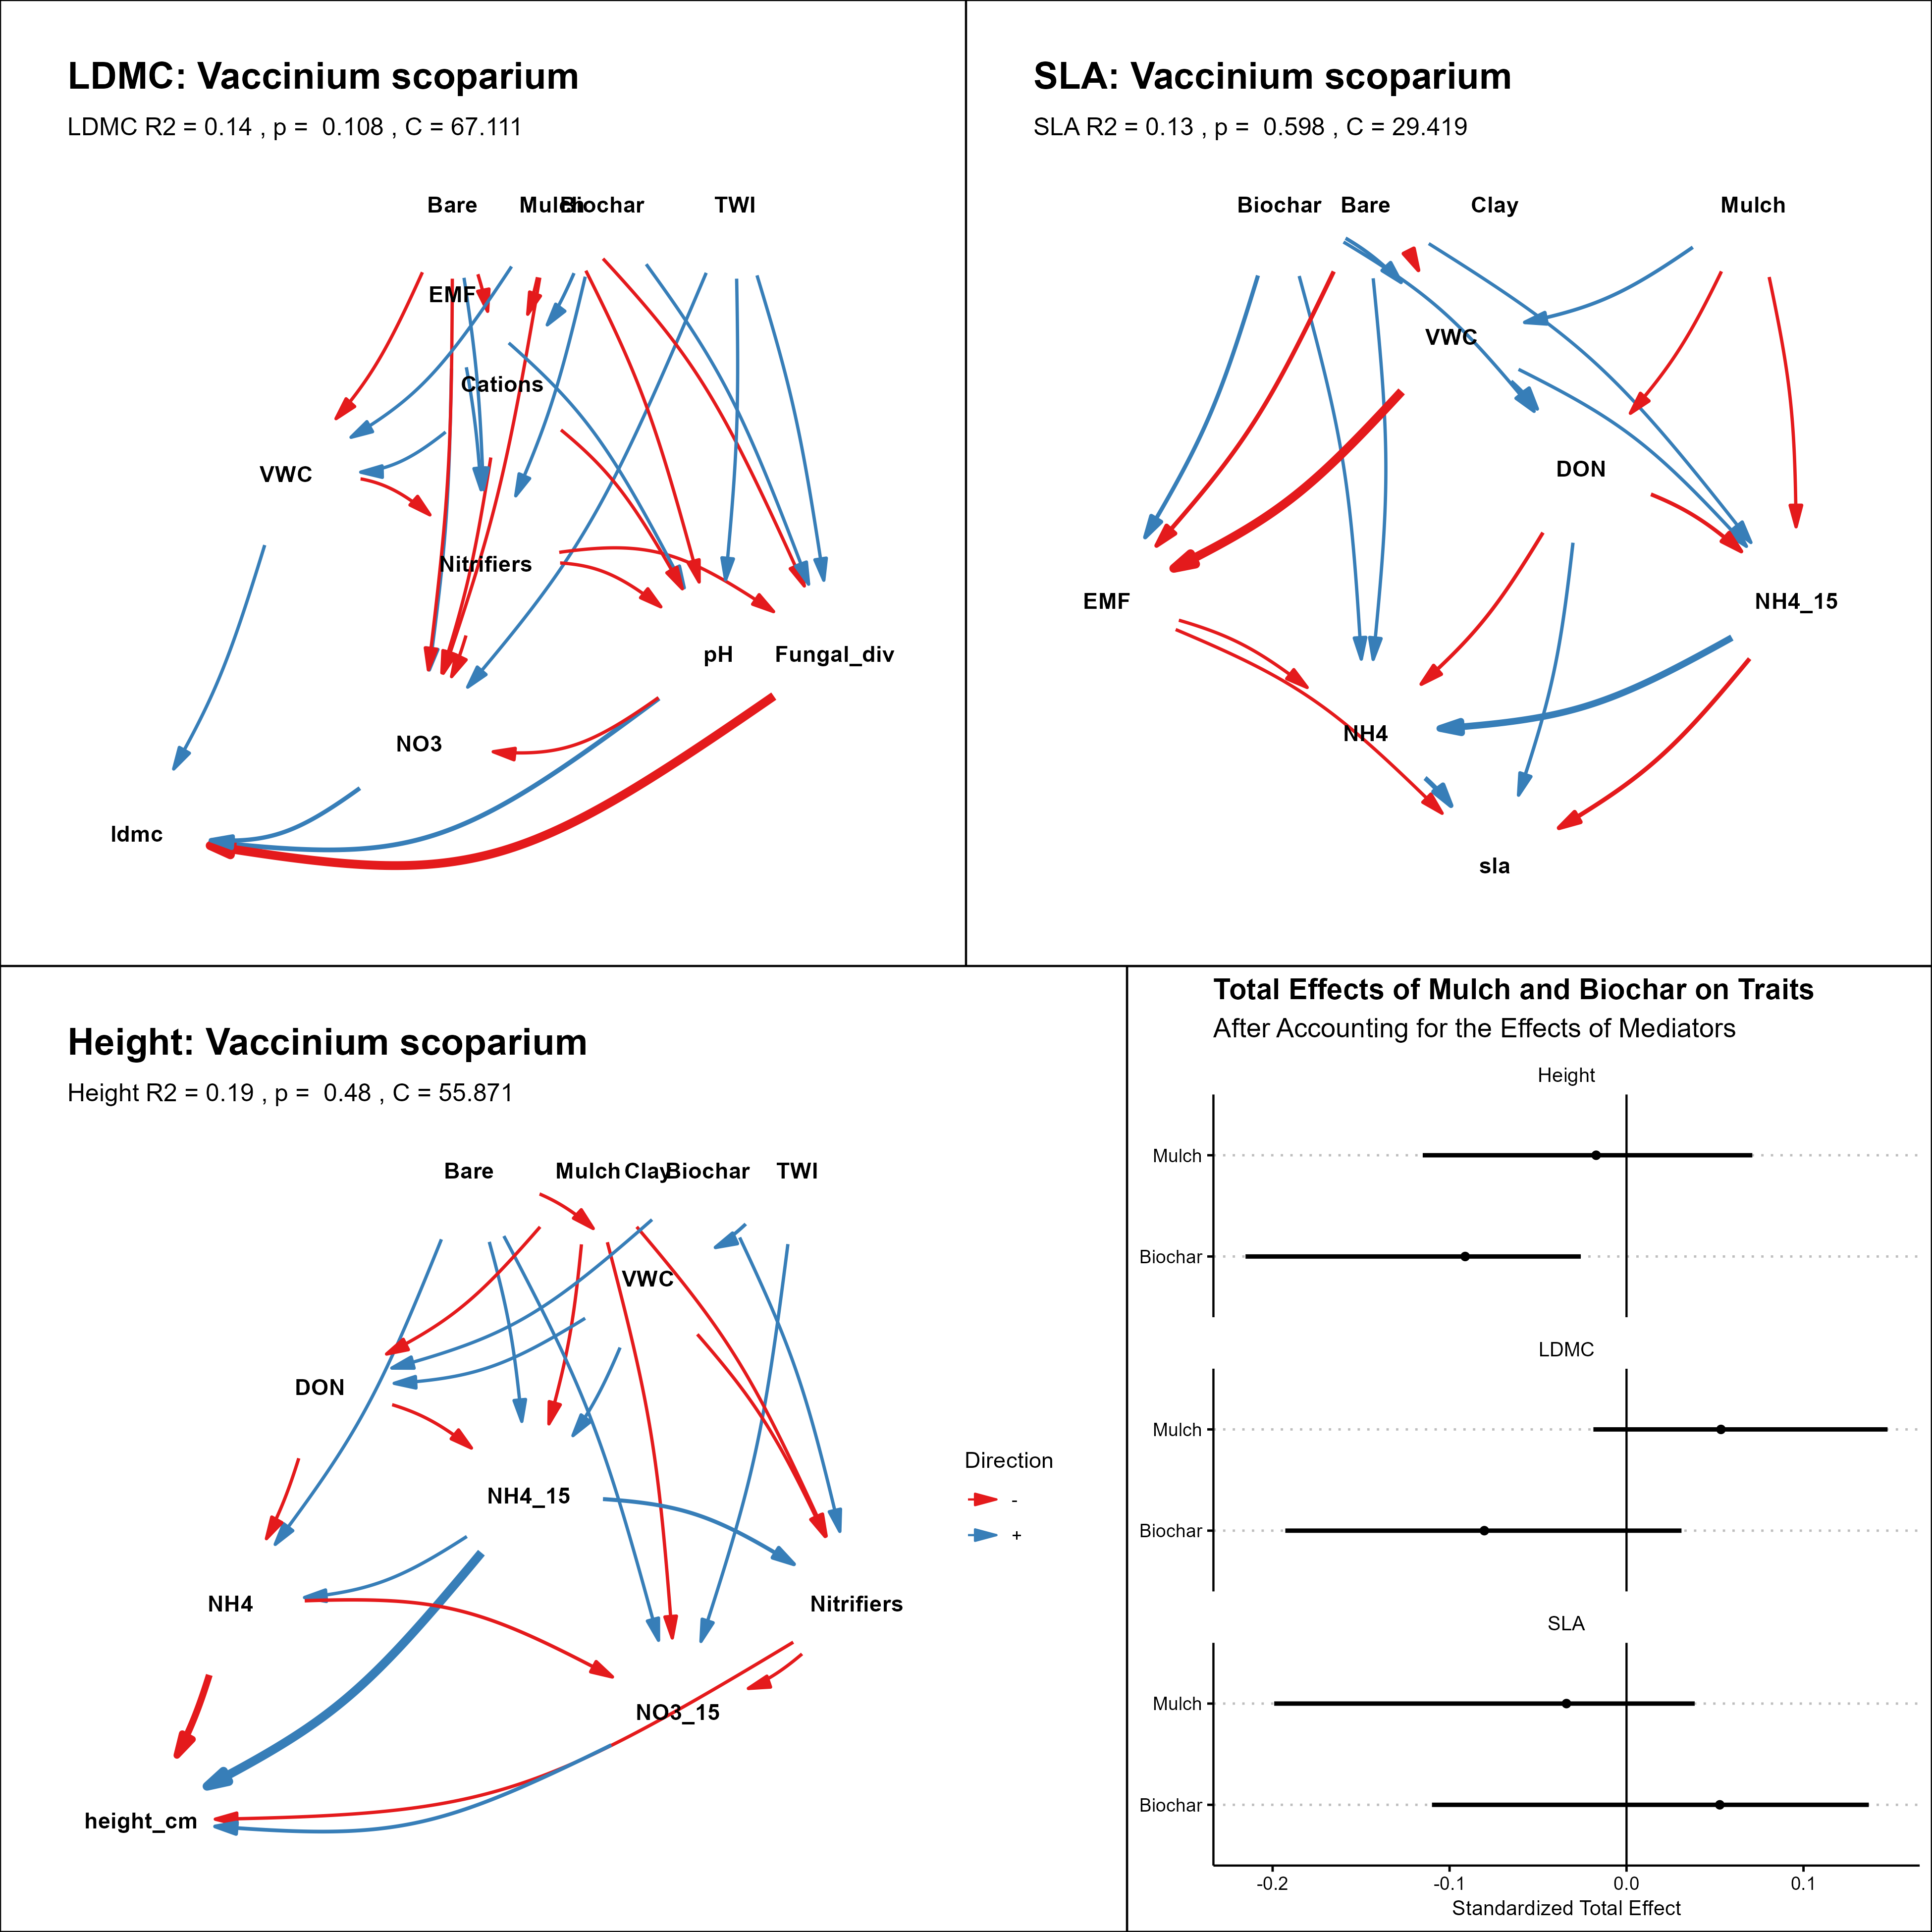 LDMC: Vaccinium scoparium
LDMC R2 = 0.14 , p =  0.108 , C = 67.111
Bare Mulch Biochar TWI
EMF
Cations
VWC
Nitrifiers
pH Fungal_div
NO3
ldmc
SLA: Vaccinium scoparium
SLA R2 = 0.13 , p =  0.598 , C = 29.419
Biochar Bare Clay Mulch
VWC
DON
EMF NH4_15
NH4
sla
Height: Vaccinium scoparium
Height R2 = 0.19 , p =  0.48 , C = 55.871
Bare Mulch Clay Biochar TWI
VWC
DON
NH4_15
NH4 Nitrifiers
NO3_15
height_cm
Direction
-
+
Total Effects of Mulch and Biochar on Traits
After Accounting for the Effects of Mediators
Height
Mulch
Biochar
LDMC
Mulch
Biochar
SLA
Mulch
Biochar
-0.2 -0.1 0.0 0.1
Standardized Total Effect